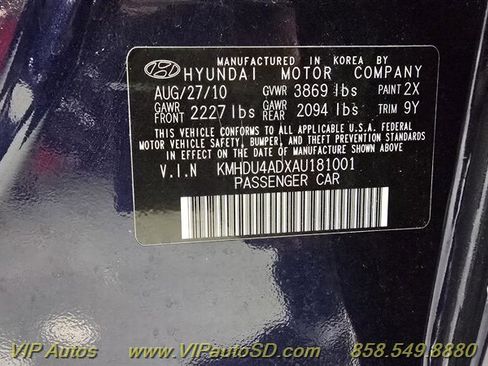 MANUFACTURED IN KOREA BY
HYUNDAI MOTOR COMPANY
AUG/27/10 GVWR 3869 lbs PAINT 2X
GAWR FRONT 2227 lbs GAWR REAR 2094 lbs TRIM 9Y
THIS VEHICLE CONFORMS TO ALL APPLICABLE U.S.A. FEDERAL
MOTOR VEHICLE SAFETY, BUMPER, AND THEFT PREVENTION STANDARDS
IN EFFECT ON THE DATE OF MANUFACTURE SHOWN ABOVE.
V.I.N KMHDU4ADXAU181001
PASSENGER CAR
VIP Autos www.VIPautoSD.com 858.549.8880